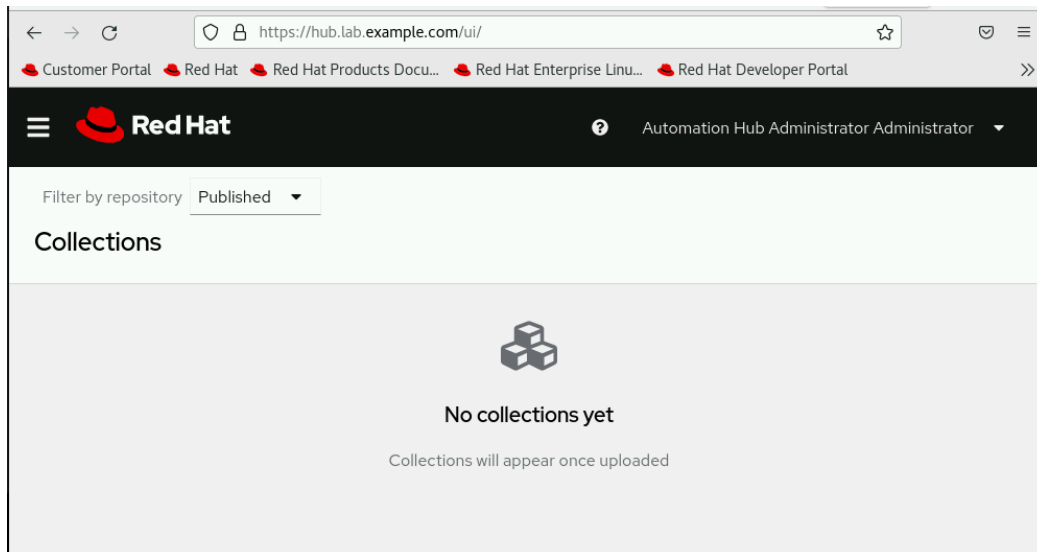 https://hub.lab.example.com/ui/
Customer Portal Red Hat Red Hat Products Docu... Red Hat Enterprise Linu... Red Hat Developer Portal
Red Hat Automation Hub Administrator Administrator
Filter by repository Published
Collections
No collections yet
Collections will appear once uploaded